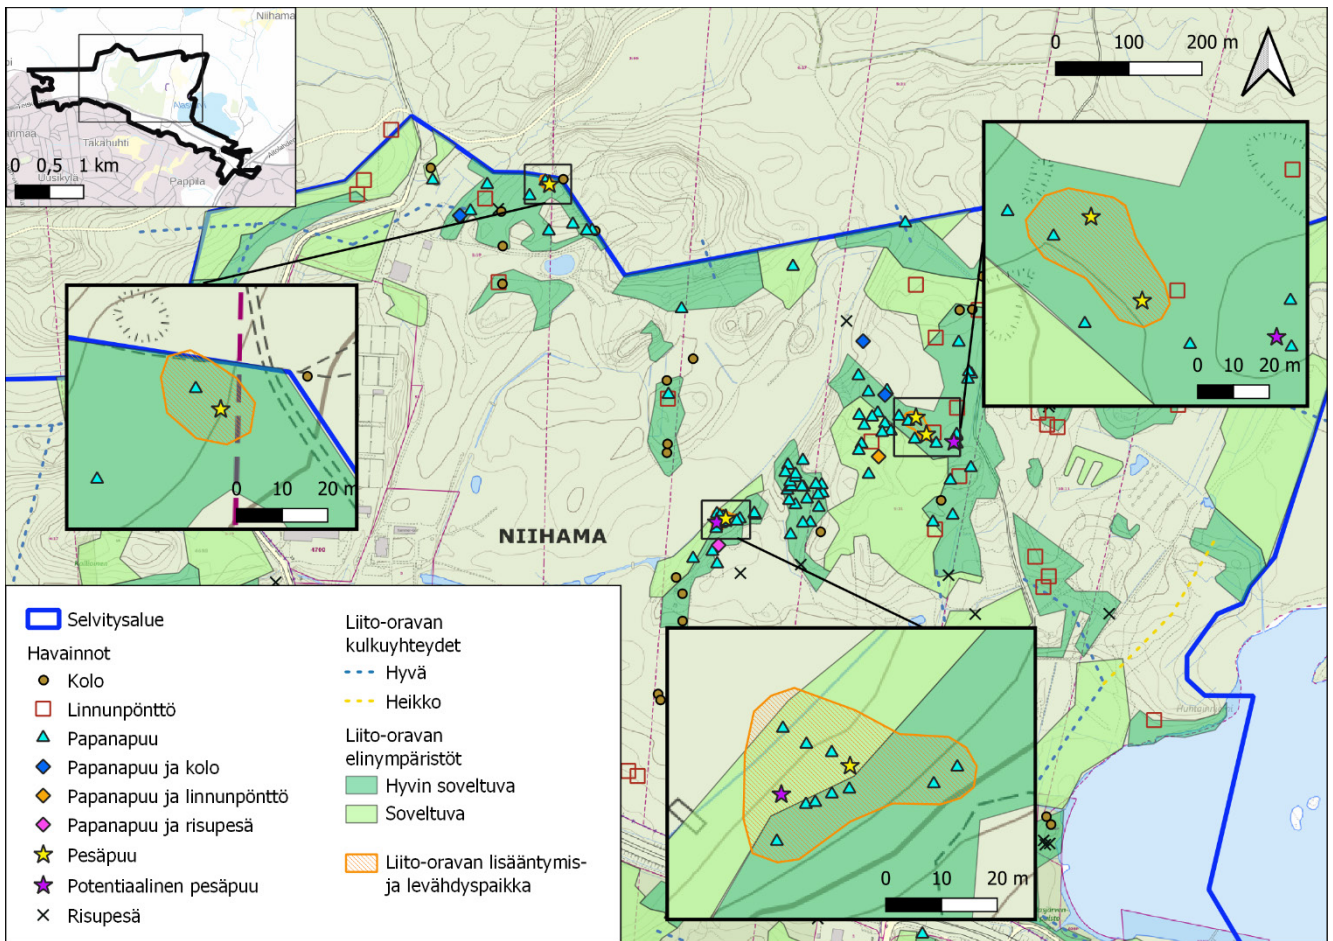 Niihama
Takahuhti
Uusikylä
Pappila
0 0,5 1 km
0 100 200 m
0 10 20 m
0 10 20 m
NIIHAMA
4700
0 10 20 m
Selvitysalue
Havainnot
Kolo
Linnunpönttö
Papanapuu
Papanapuu ja kolo
Papanapuu ja linnunpönttö
Papanapuu ja risupesä
Pesäpuu
Potentiaalinen pesäpuu
Risupesä
Liito-oravan
kulkuyhteydet
Hyvä
Heikko
Liito-oravan
elinympäristöt
Hyvin soveltuva
Soveltuva
Liito-oravan lisääntymis-
ja levähdyspaikka